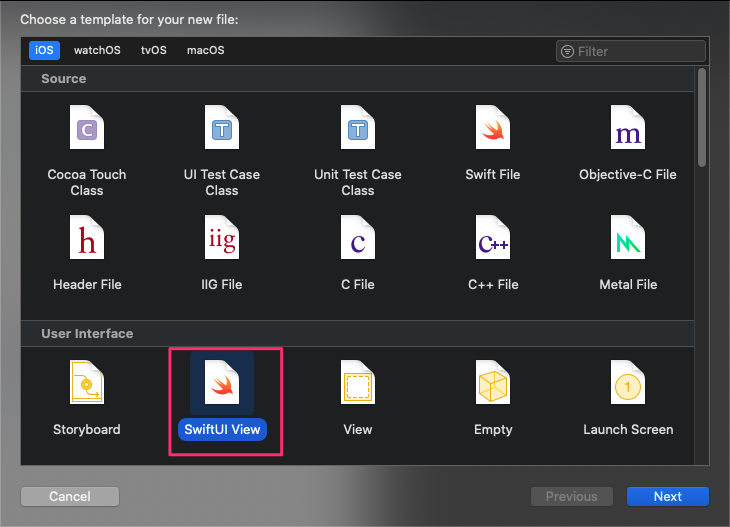 Choose a template for your new file:
iOS watchOS tvOS macOS Filter
Source
C T T m
Cocoa Touch Class
UI Test Case Class
Unit Test Case Class
Swift File
Objective-C File
h iig c C++
Header File
IIG File
C File
C++ File
Metal File
User Interface
1
Storyboard
SwiftUI View
View
Empty
Launch Screen
Cancel Previous Next